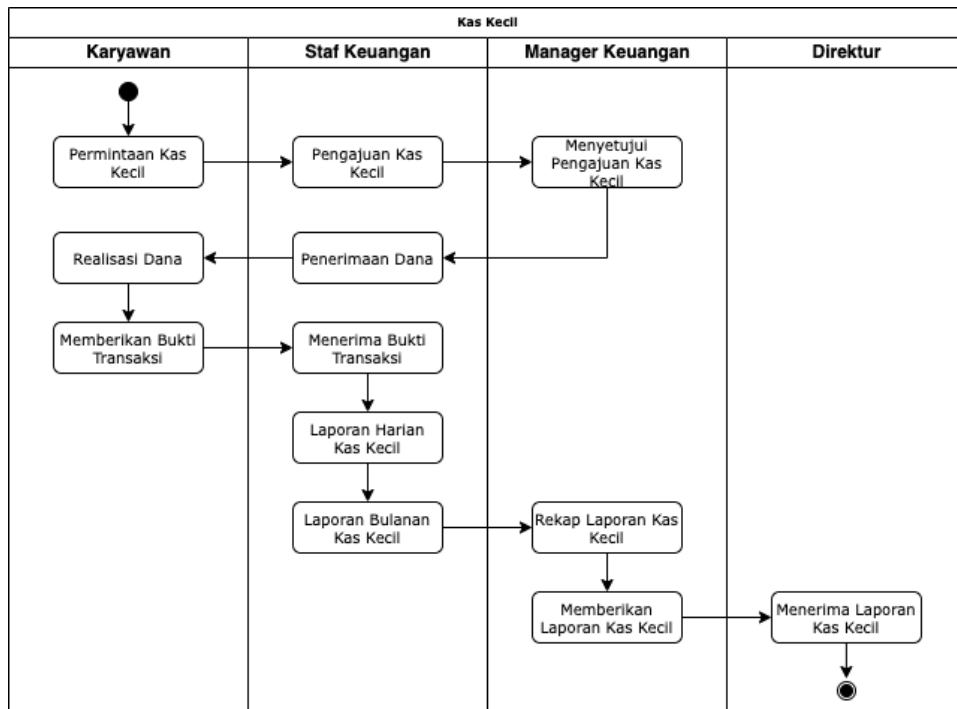 Kas Kecil
Karyawan
Staf Keuangan
Manager Keuangan
Direktur
Permintaan Kas
Kecil
Pengajuan Kas
Kecil
Menyetujui
Pengajuan Kas
Kecil
Realisasi Dana
Penerimaan Dana
Memberikan Bukti
Transaksi
Menerima Bukti
Transaksi
Laporan Harian
Kas Kecil
Laporan Bulanan
Kas Kecil
Rekap Laporan Kas
Kecil
Memberikan
Laporan Kas Kecil
Menerima Laporan
Kas Kecil